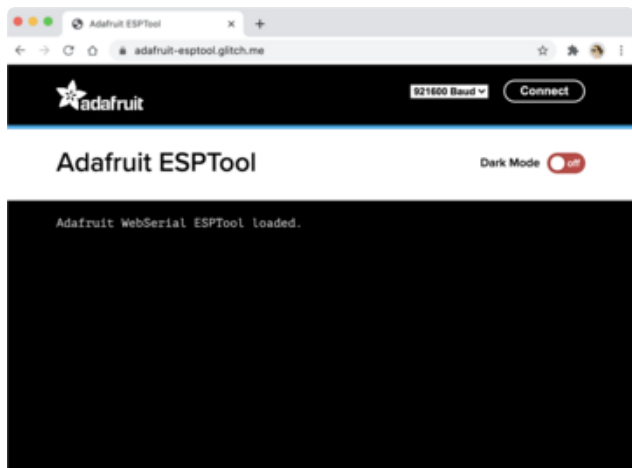 Adafruit ESPTool
adafruit-esptool.glitch.me
adafruit
921600 Baud
Connect
Adafruit ESPTool
Dark Mode
off
Adafruit WebSerial ESPTool loaded.